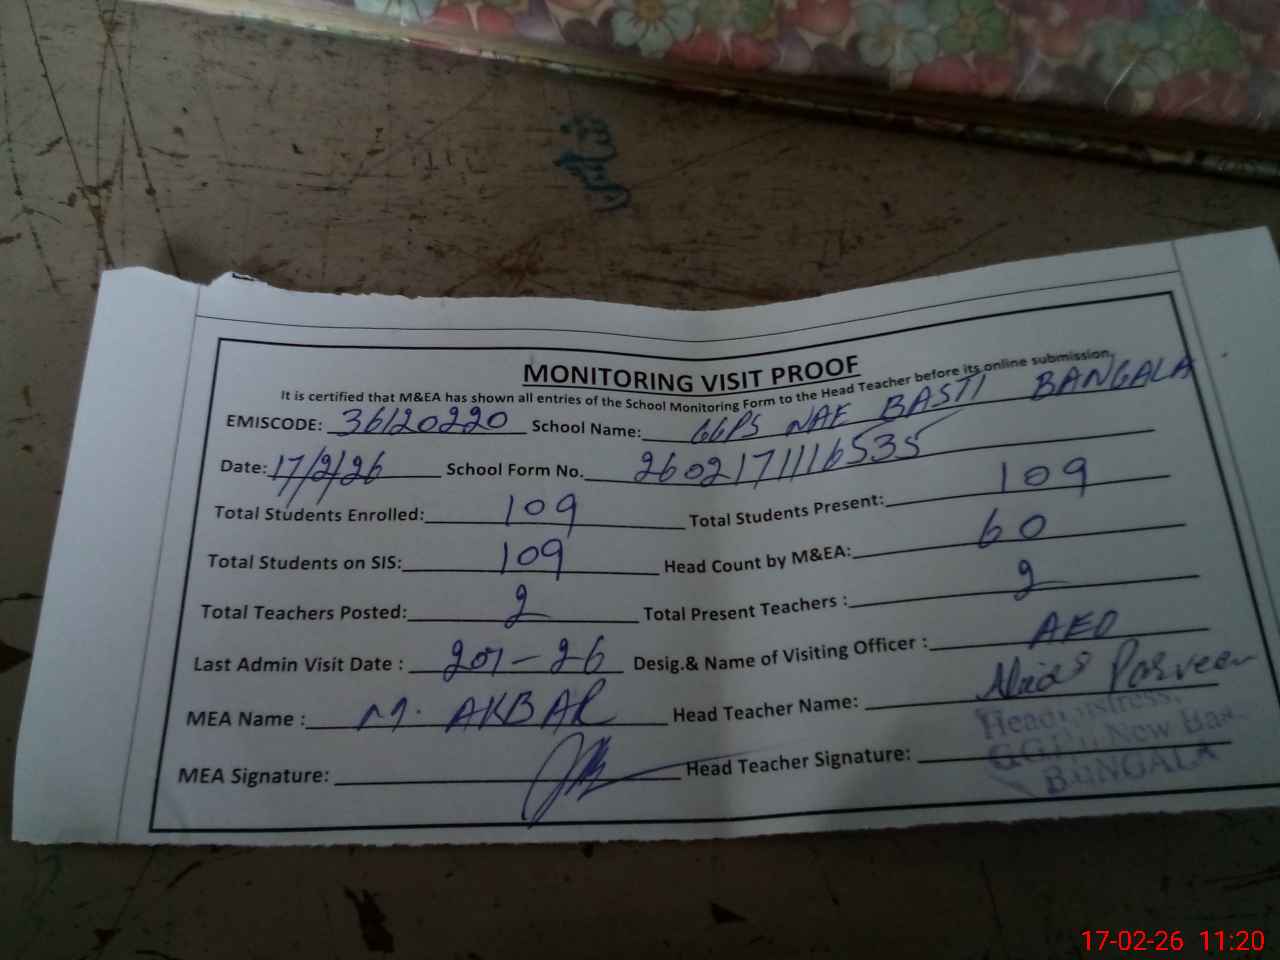 شاہی
MONITORING VISIT PROOF
It is certified that M&EA has shown all entries of the School Monitoring Form to the Head Teacher before its online submission.
EMISCODE: 36120220 School Name: GGPS NAE BASTI BANGALA
Date: 17/2/26 School Form No. 2602171116535
Total Students Enrolled: 109 Total Students Present: 109
Total Students on SIS: 109 Head Count by M&EA: 60
Total Teachers Posted: 2 Total Present Teachers : 2
Last Admin Visit Date : 26 Desig.& Name of Visiting Officer : AEO
MEA Name : M. AKBAR Head Teacher Name: Parveen
MEA Signature: Head Teacher Signature:
Headmistress,
New
BANGALA
17-02-26 11:20